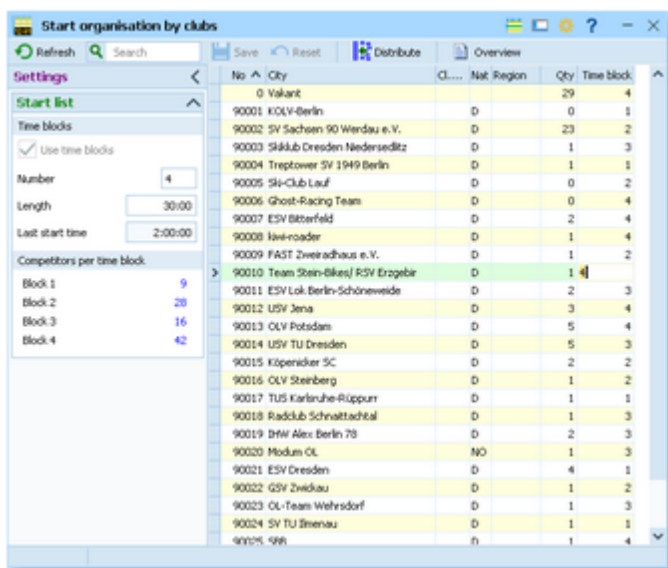 Start organisation by clubs
Refresh Search Save Reset Distribute Overview
Settings
Start list
Time blocks
Use time blocks
Number 4
Length 30:00
Last start time 2:00:00
Competitors per time block
Block 1 9
Block 2 28
Block 3 16
Block 4 42
No City Cl.... Nat Region Qty Time block
0 Vakant 29 4
90001 KOLV-Berlin D 0 1
90002 SV Sachsen 90 Werdau e.V. D 23 2
90003 Skiklub Dresden Niedersedlitz D 1 3
90004 Treptower SV 1949 Berlin D 1 1
90005 Ski-Club Lauf D 0 2
90006 Ghost-Racing Team D 0 4
90007 ESV Bitterfeld D 2 4
90008 kiwi-roader D 1 4
90009 FAST Zweiradhaus e.V. D 1 2
90010 Team Stein-Bikes/ RSV Erzgebir D 1 4
90011 ESV Lok Berlin-Schöneweide D 2 3
90012 USV Jena D 3 4
90013 OLV Potsdam D 5 4
90014 USV TU Dresden D 5 3
90015 Köpenicker SC D 2 2
90016 OLV Steinberg D 1 2
90017 TUS Karlsruhe-Rüppurr D 1 1
90018 Radclub Schnaittachtal D 1 3
90019 IHW Alex Berlin 78 D 2 3
90020 Modum OL NO 1 3
90021 ESV Dresden D 4 1
90022 GSV Zwickau D 1 2
90023 OL-Team Wehrsdorf D 1 3
90024 SV TU Ilmenau D 1 1
90025 SBB D 1 4